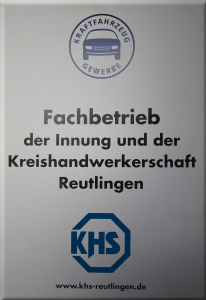 KRAFTFAHRZEUG
GEWERBE
Fachbetrieb
der Innung und der
Kreishandwerkerschaft
Reutlingen
KHS
www.khs-reutlingen.de